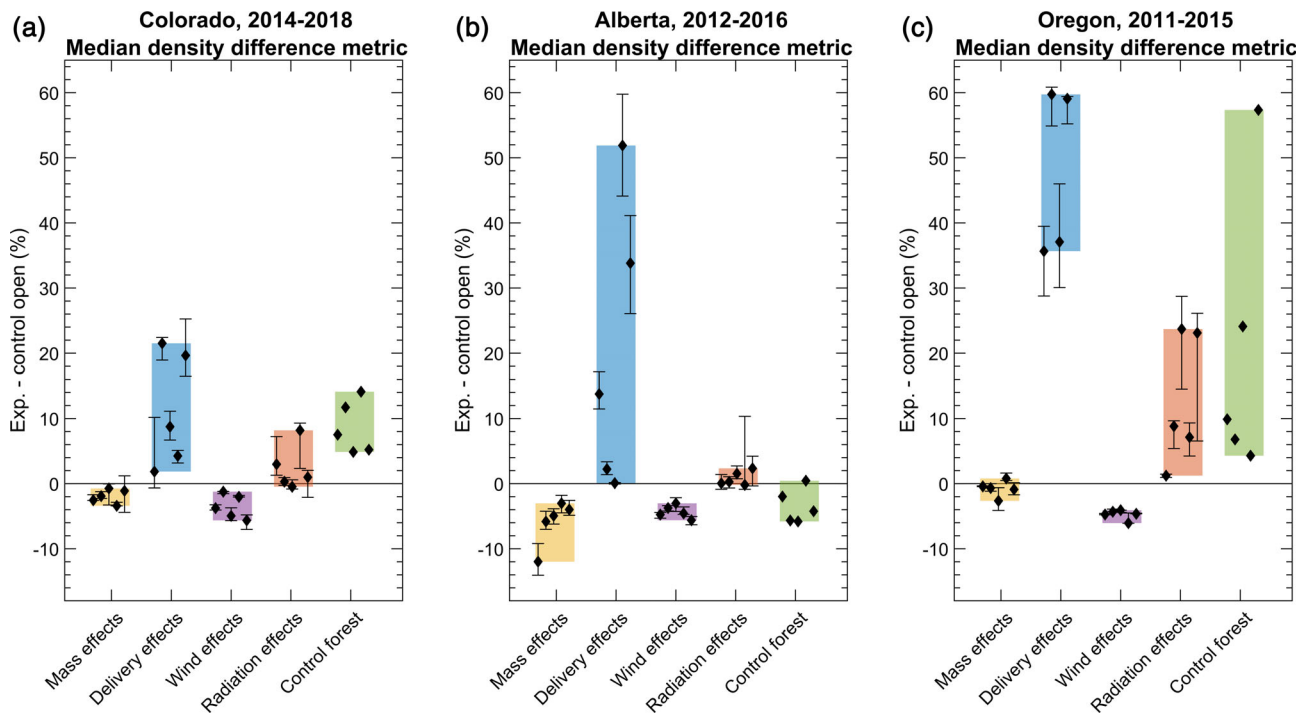 (a)
Colorado, 2014-2018
Median density difference metric
Exp. - control open (%)
60
50
40
30
20
10
0
-10
Mass effects
Delivery effects
Wind effects
Radiation effects
Control forest
(b)
Alberta, 2012-2016
Median density difference metric
Exp. - control open (%)
60
50
40
30
20
10
0
-10
Mass effects
Delivery effects
Wind effects
Radiation effects
Control forest
(c)
Oregon, 2011-2015
Median density difference metric
Exp. - control open (%)
60
50
40
30
20
10
0
-10
Mass effects
Delivery effects
Wind effects
Radiation effects
Control forest